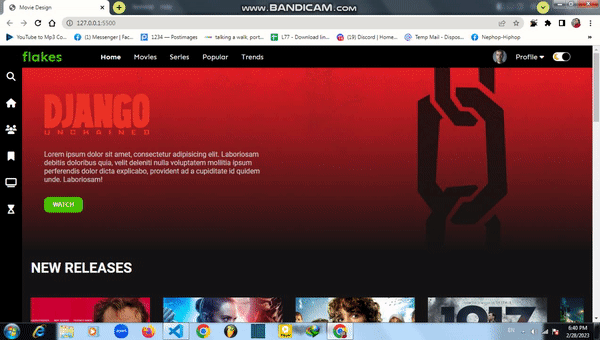 www.BANDICAM.com
Movie Design
127.0.0.1:5500
YouTube to Mp3 Co...
(1) Messenger | Fac...
1234 — Postimages
talking a walk; port...
L77 - Download lin...
(19) Discord | Home...
Temp Mail - Dispos...
Nephop-Hiphop
flakes
Home
Movies
Series
Popular
Trends
Profile
DJANGO
UNCHAINED
Lorem ipsum dolor sit amet, consectetur adipisicing elit. Laboriosam
debitis doloribus quia, velit deleniti nulla voluptatem mollitia ipsum
perferendis dolor dicta explicabo, provident ad a cupiditate id quidem
unde. Laboriosam!
WATCH
NEW RELEASES
1917
EN
6:40 PM
2/28/2023